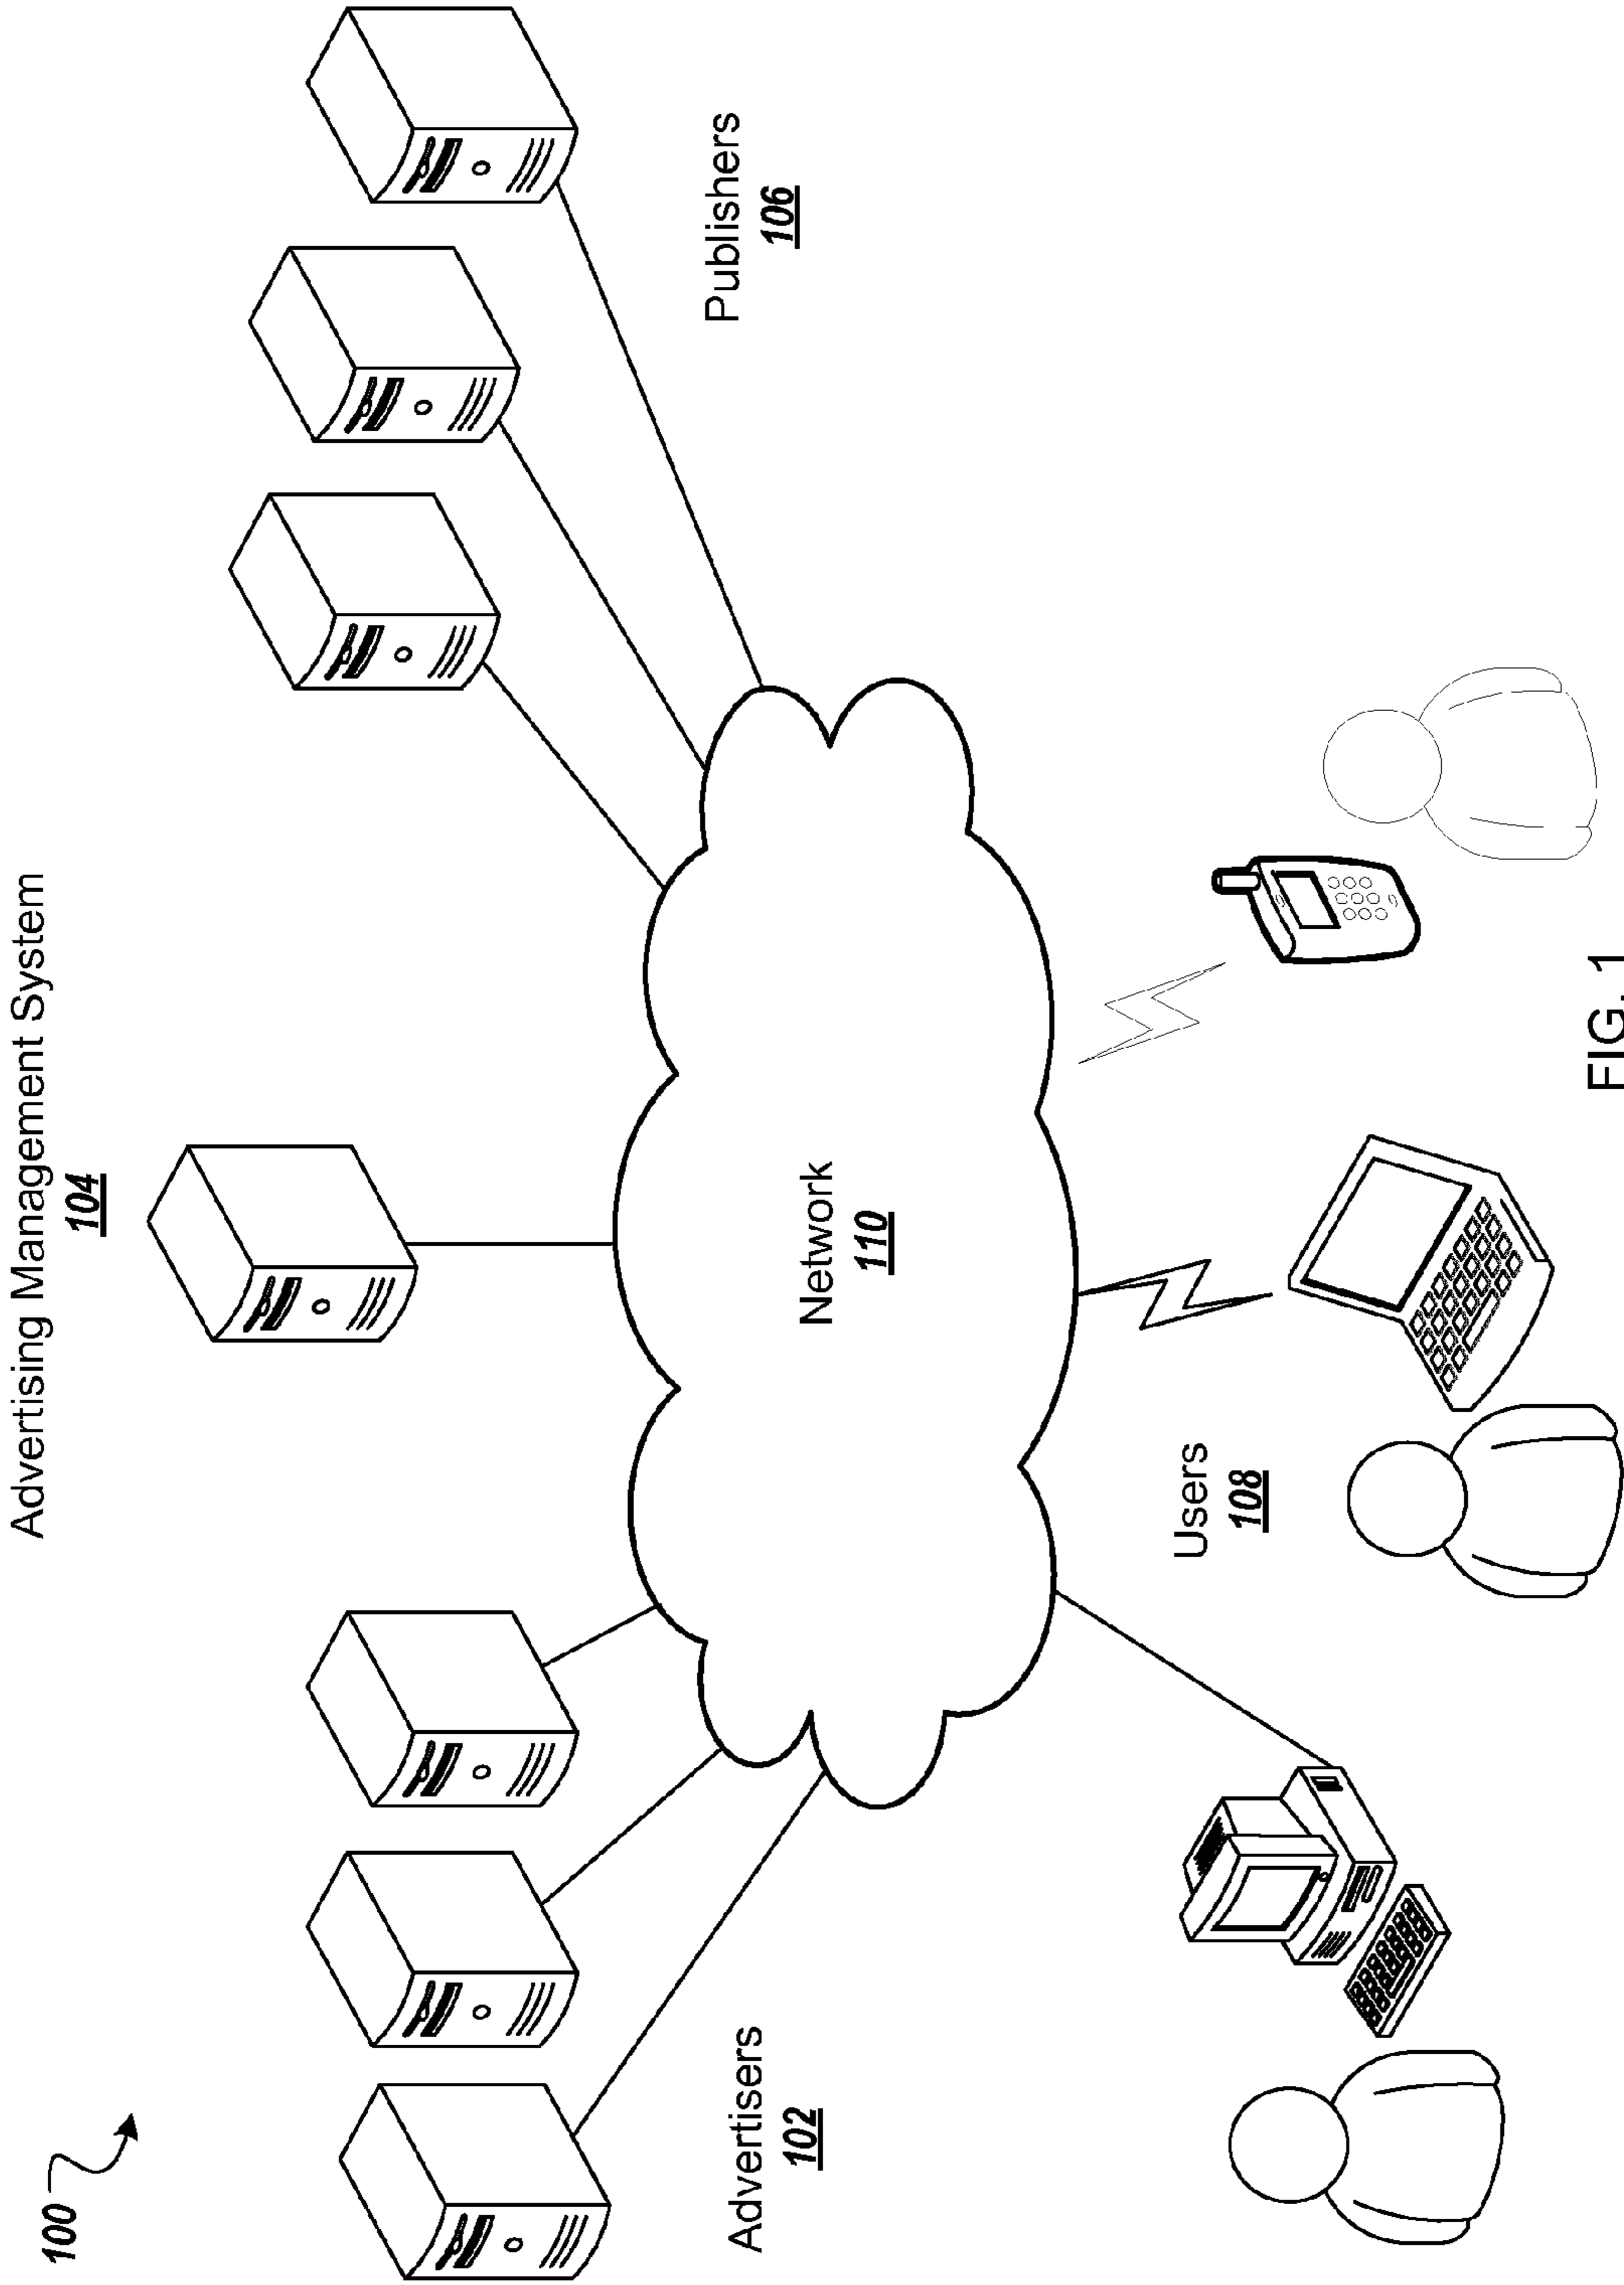 100
Advertising Management System
104
Advertisers
102
Publishers
106
Network
110
Users
108
FIG. 1